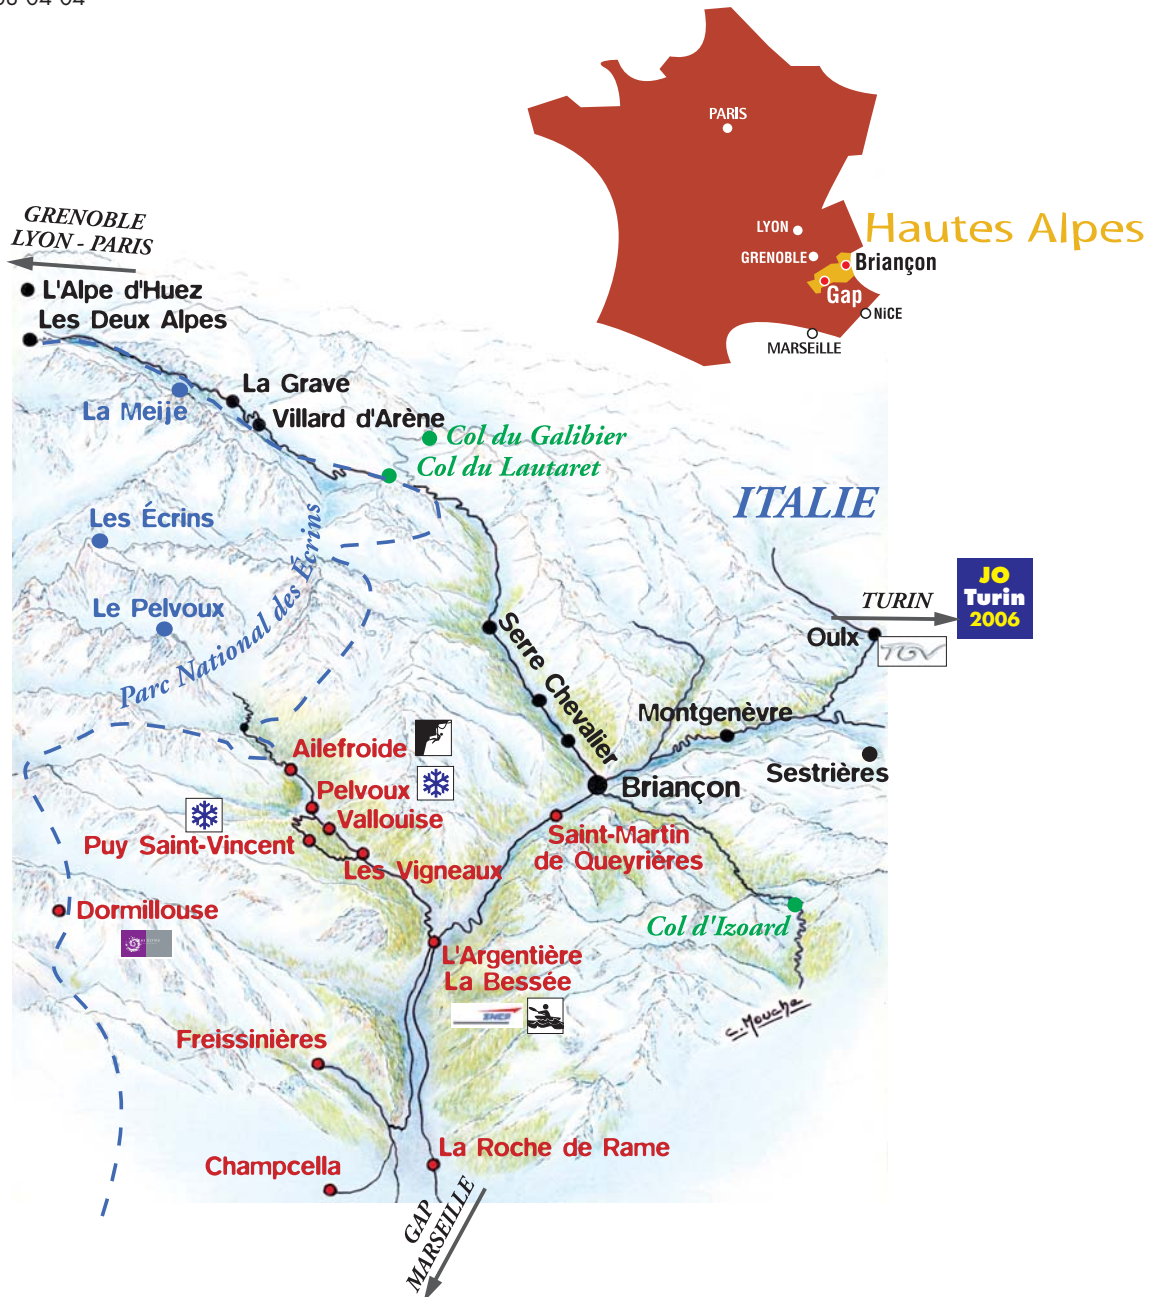 PARIS
LYON
GRENOBLE
Hautes Alpes
Briançon
Gap
NiCE
MARSEiLLE
GRENOBLE
LYON - PARIS
L'Alpe d'Huez
Les Deux Alpes
La Grave
La Meije
Villard d'Arène
Col du Galibier
Col du Lautaret
ITALIE
Les Écrins
Parc National des Écrins
Le Pelvoux
JO
Turin
2006
TURIN
Oulx
TGV
Serre Chevalier
Montgenèvre
Ailefroide
Sestrières
Briançon
Pelvoux
Vallouise
Puy Saint-Vincent
Les Vigneaux
Saint-Martin
de Queyrières
Dormillouse
Col d'Izoard
L'Argentière
La Bessée
SNCF
C. Moucha
Freissinières
La Roche de Rame
Champcella
GAP
MARSEILLE